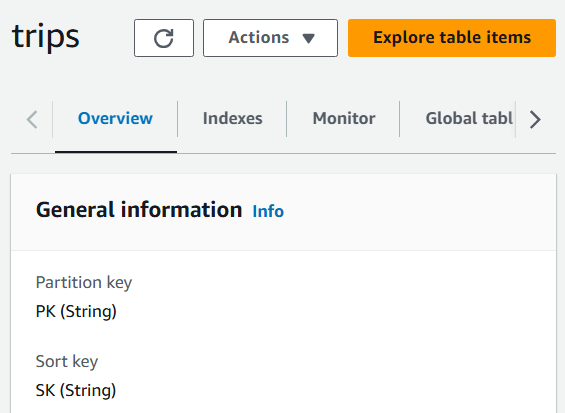 trips Actions Explore table items
Overview Indexes Monitor Global tabl
General information Info
Partition key
PK (String)
Sort key
SK (String)